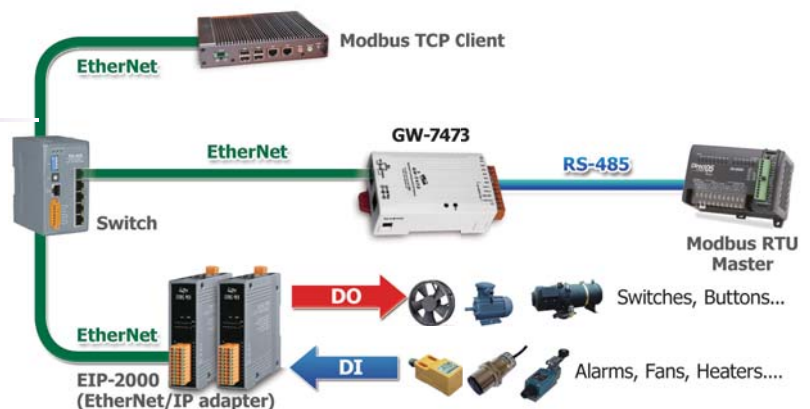 Modbus TCP Client
EtherNet
GW-7473
EtherNet
RS-485
Switch
Modbus RTU
Master
DO
Switches, Buttons...
EtherNet
DI
Alarms, Fans, Heaters....
EIP-2000
(EtherNet/IP adapter)